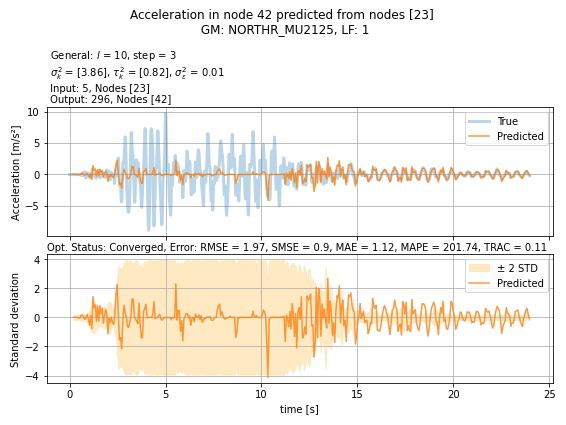 Acceleration in node 42 predicted from nodes [23]
GM: NORTHR_MU2125, LF: 1
General: l = 10, step = 3
σ²ₖ = [3.86], τ²ₖ = [0.82], σ²ε = 0.01
Input: 5, Nodes [23]
Output: 296, Nodes [42]
Acceleration [m/s²]
10
5
0
−5
True
Predicted
Opt. Status: Converged, Error: RMSE = 1.97, SMSE = 0.9, MAE = 1.12, MAPE = 201.74, TRAC = 0.11
Standard deviation
4
2
0
−2
−4
± 2 STD
Predicted
0 5 10 15 20 25
time [s]